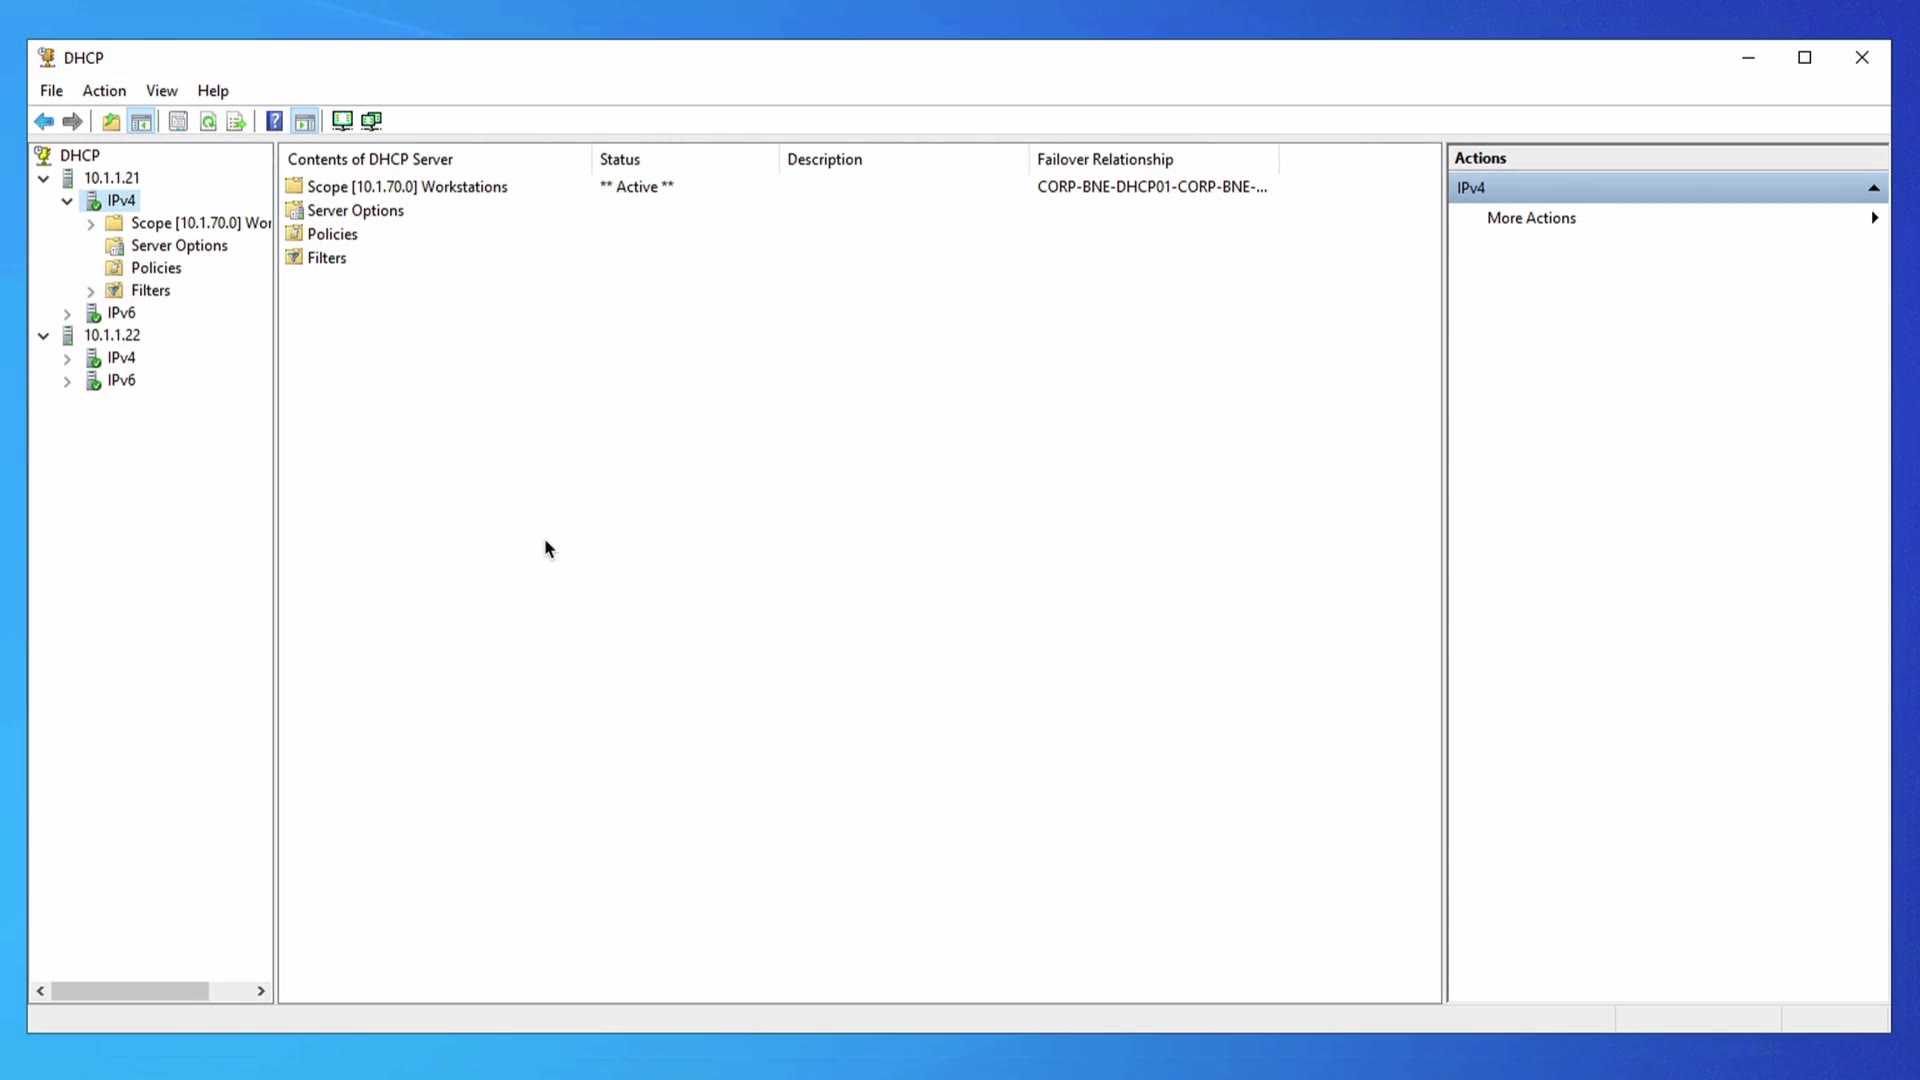 DHCP
File Action View Help
DHCP
10.1.1.21
IPv4
Scope [10.1.70.0] Wor
Server Options
Policies
Filters
IPv6
10.1.1.22
IPv4
IPv6
Contents of DHCP Server Status Description Failover Relationship
Scope [10.1.70.0] Workstations ** Active ** CORP-BNE-DHCP01-CORP-BNE-...
Server Options
Policies
Filters
Actions
IPv4
More Actions